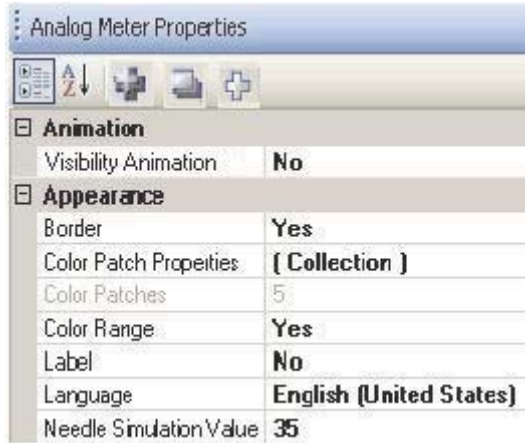 Analog Meter Properties
A Z
Animation
Visibility Animation No
Appearance
Border Yes
Color Patch Properties ( Collection )
Color Patches 5
Color Range Yes
Label No
Language English (United States)
Needle Simulation Value 35